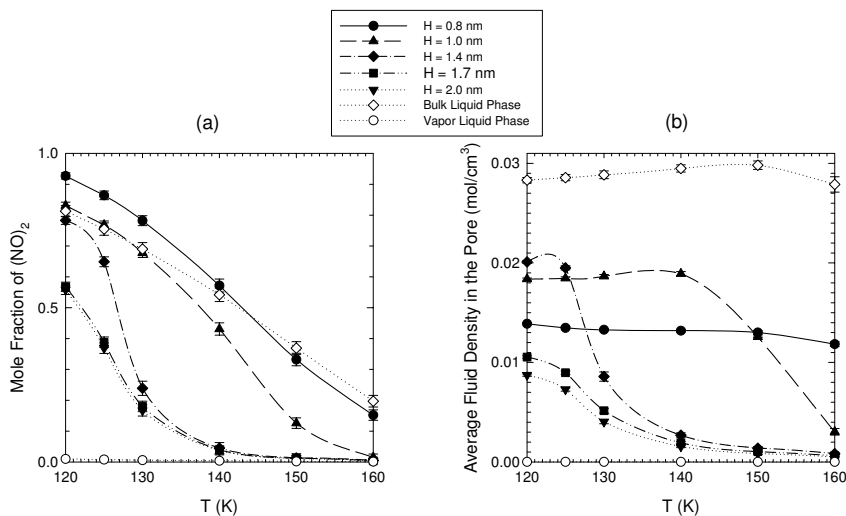 H = 0.8 nm
H = 1.0 nm
H = 1.4 nm
H = 1.7 nm
H = 2.0 nm
Bulk Liquid Phase
Vapor Liquid Phase
(a)
(b)
1.0
0.5
0.0
Mole Fraction of (NO)2
120 130 140 150 160
T (K)
0.03
0.02
0.01
0.00
Average Fluid Density in the Pore (mol/cm³)
120 130 140 150 160
T (K)